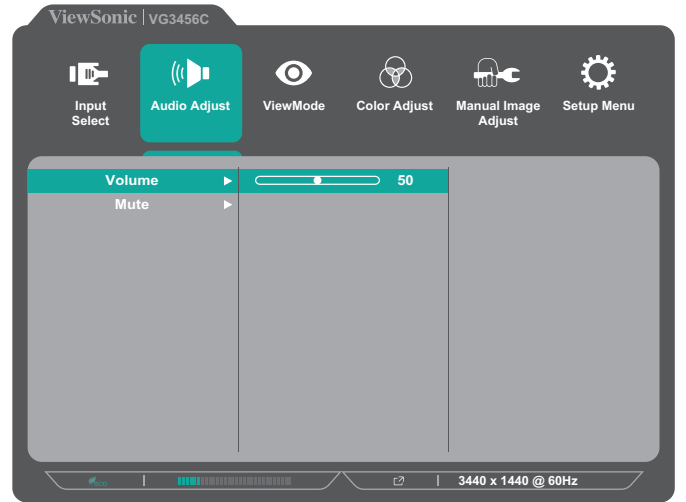 ViewSonic | VG3456C
Input Select
Audio Adjust
ViewMode
Color Adjust
Manual Image Adjust
Setup Menu
Volume
50
Mute
eco
3440 x 1440 @ 60Hz